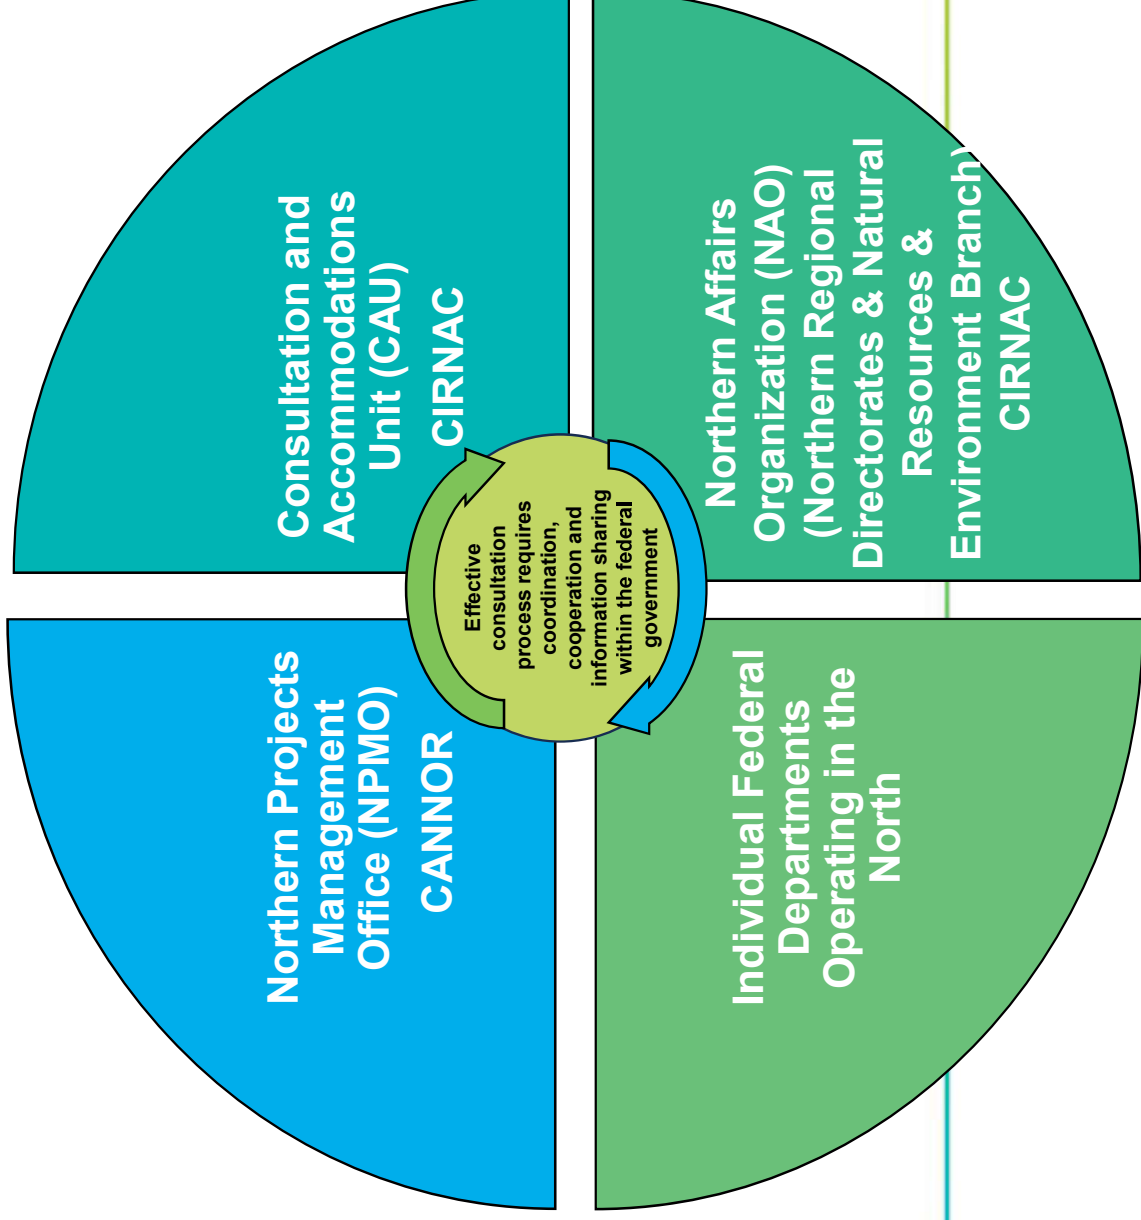 Northern Projects
Management
Office (NPMO)
CANNOR
Consultation and
Accommodations
Unit (CAU)
CIRNAC
Effective
consultation
process requires
coordination,
cooperation and
information sharing
within the federal
government
Individual Federal
Departments
Operating in the
North
Northern Affairs
Organization (NAO)
(Northern Regional
Directorates & Natural
Resources &
Environment Branch)
CIRNAC